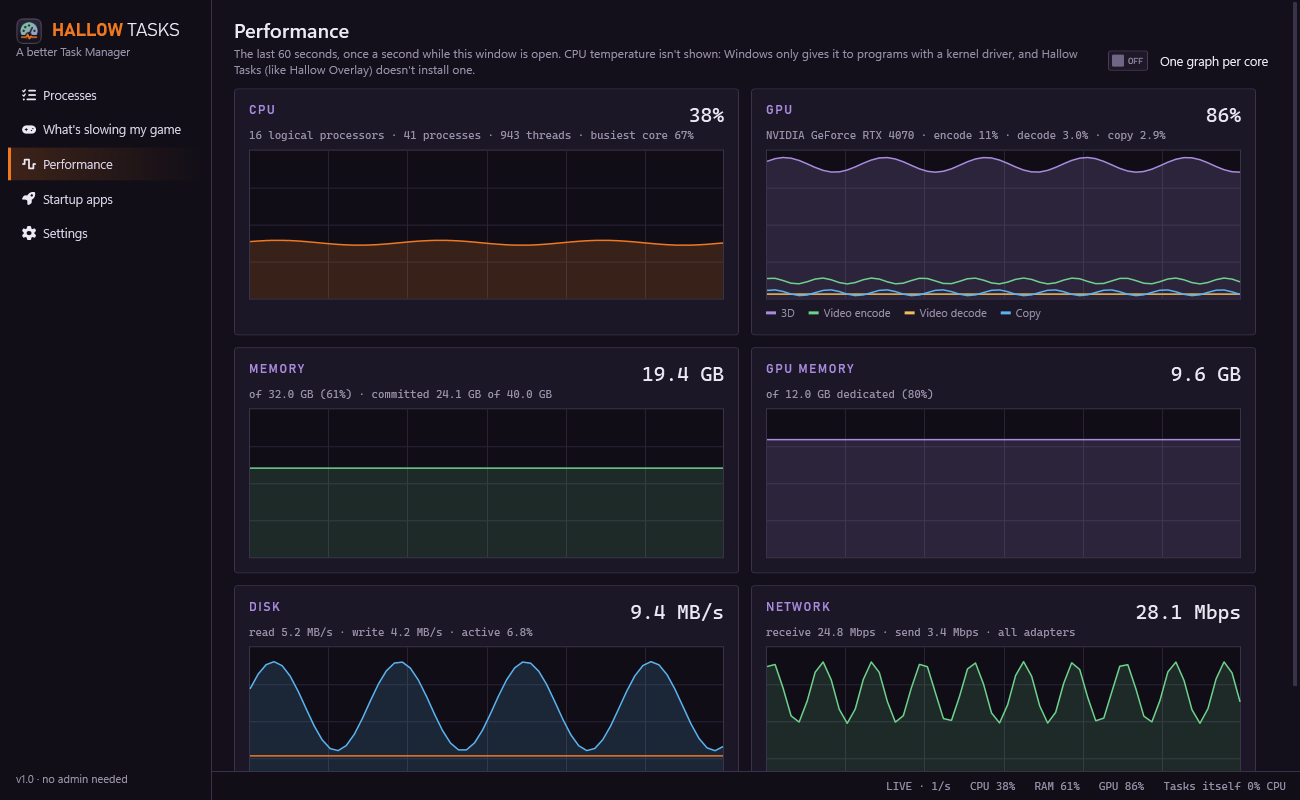 HALLOW TASKS
A better Task Manager
Processes
What's slowing my game
Performance
Startup apps
Settings
v1.0 · no admin needed
Performance
The last 60 seconds, once a second while this window is open. CPU temperature isn't shown: Windows only gives it to programs with a kernel driver, and Hallow
Tasks (like Hallow Overlay) doesn't install one.
OFF
One graph per core
CPU
38%
16 logical processors · 41 processes · 943 threads · busiest core 67%
GPU
86%
NVIDIA GeForce RTX 4070 · encode 11% · decode 3.0% · copy 2.9%
3D
Video encode
Video decode
Copy
MEMORY
19.4 GB
of 32.0 GB (61%) · committed 24.1 GB of 40.0 GB
GPU MEMORY
9.6 GB
of 12.0 GB dedicated (80%)
DISK
9.4 MB/s
read 5.2 MB/s · write 4.2 MB/s · active 6.8%
NETWORK
28.1 Mbps
receive 24.8 Mbps · send 3.4 Mbps · all adapters
LIVE · 1/s CPU 38% RAM 61% GPU 86% Tasks itself 0% CPU